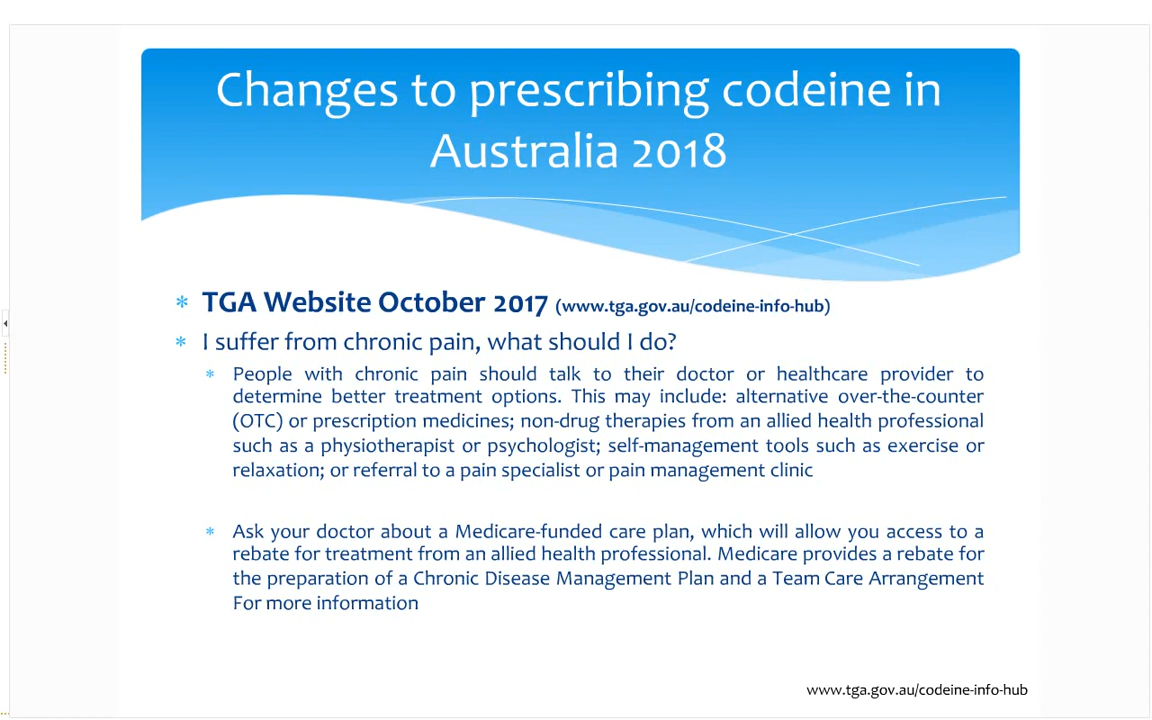 Changes to prescribing codeine in
Australia 2018
* TGA Website October 2017 (www.tga.gov.au/codeine-info-hub)
* I suffer from chronic pain, what should I do?
* People with chronic pain should talk to their doctor or healthcare provider to
determine better treatment options. This may include: alternative over-the-counter
(OTC) or prescription medicines; non-drug therapies from an allied health professional
such as a physiotherapist or psychologist; self-management tools such as exercise or
relaxation; or referral to a pain specialist or pain management clinic
* Ask your doctor about a Medicare-funded care plan, which will allow you access to a
rebate for treatment from an allied health professional. Medicare provides a rebate for
the preparation of a Chronic Disease Management Plan and a Team Care Arrangement
For more information
www.tga.gov.au/codeine-info-hub